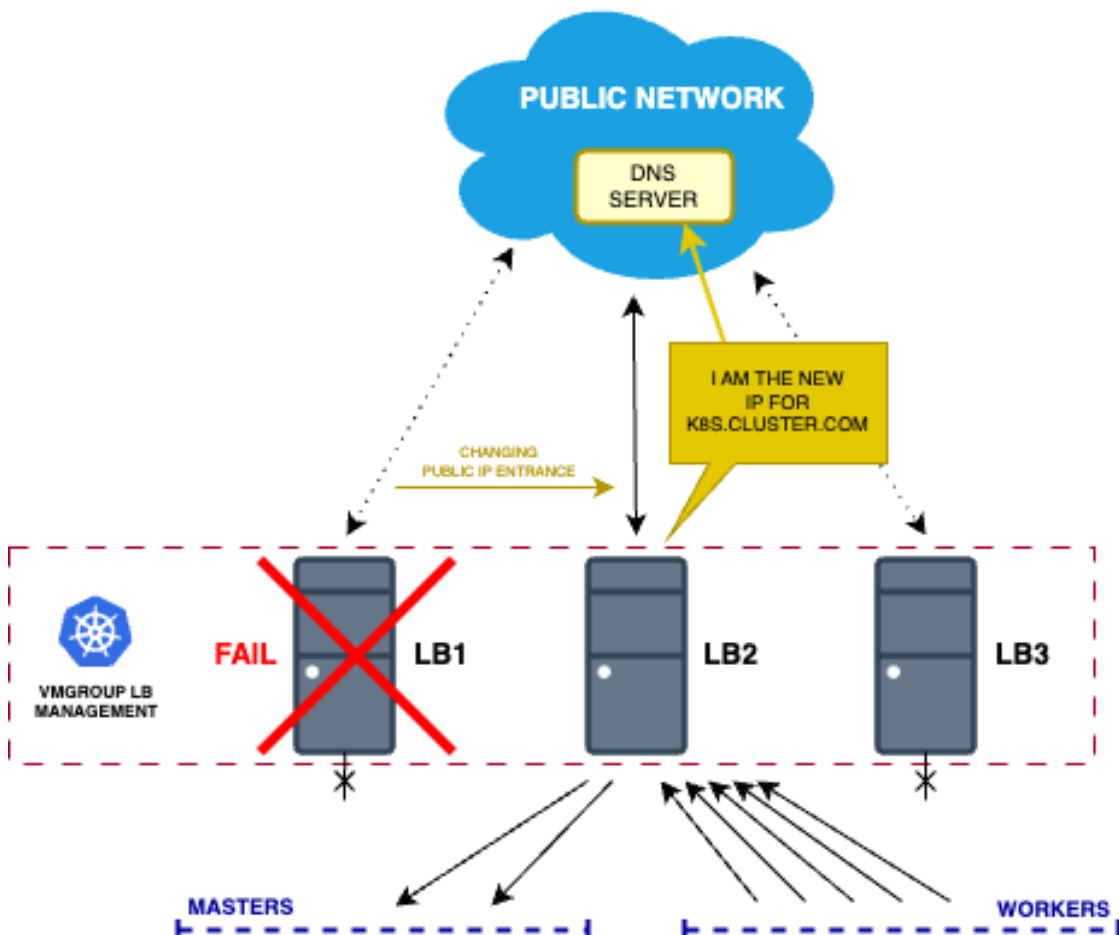 PUBLIC NETWORK
DNS
SERVER
I AM THE NEW
IP FOR
K8S.CLUSTER.COM
CHANGING
PUBLIC IP ENTRANCE
FAIL
LB1
LB2
LB3
VMGROUP LB
MANAGEMENT
MASTERS
WORKERS